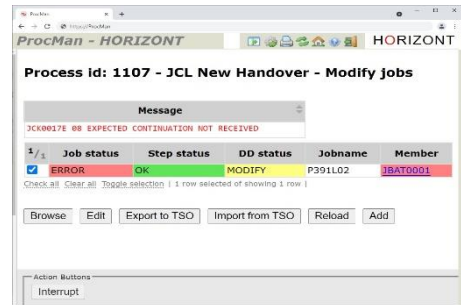 ProcMan
ProcMan - HORIZONT
HORIZONT
Process id: 1107 - JCL New Handover - Modify jobs
Message
JCK0017E 08 EXPECTED CONTINUATION NOT RECEIVED
1/1 Job status Step status DD status Jobname Member
ERROR OK MODIFY P391L02 JBAT0001
Check all Clear all Toggle selection | 1 row selected of showing 1 row |
Browse Edit Export to TSO Import from TSO Reload Add
Action Buttons
Interrupt